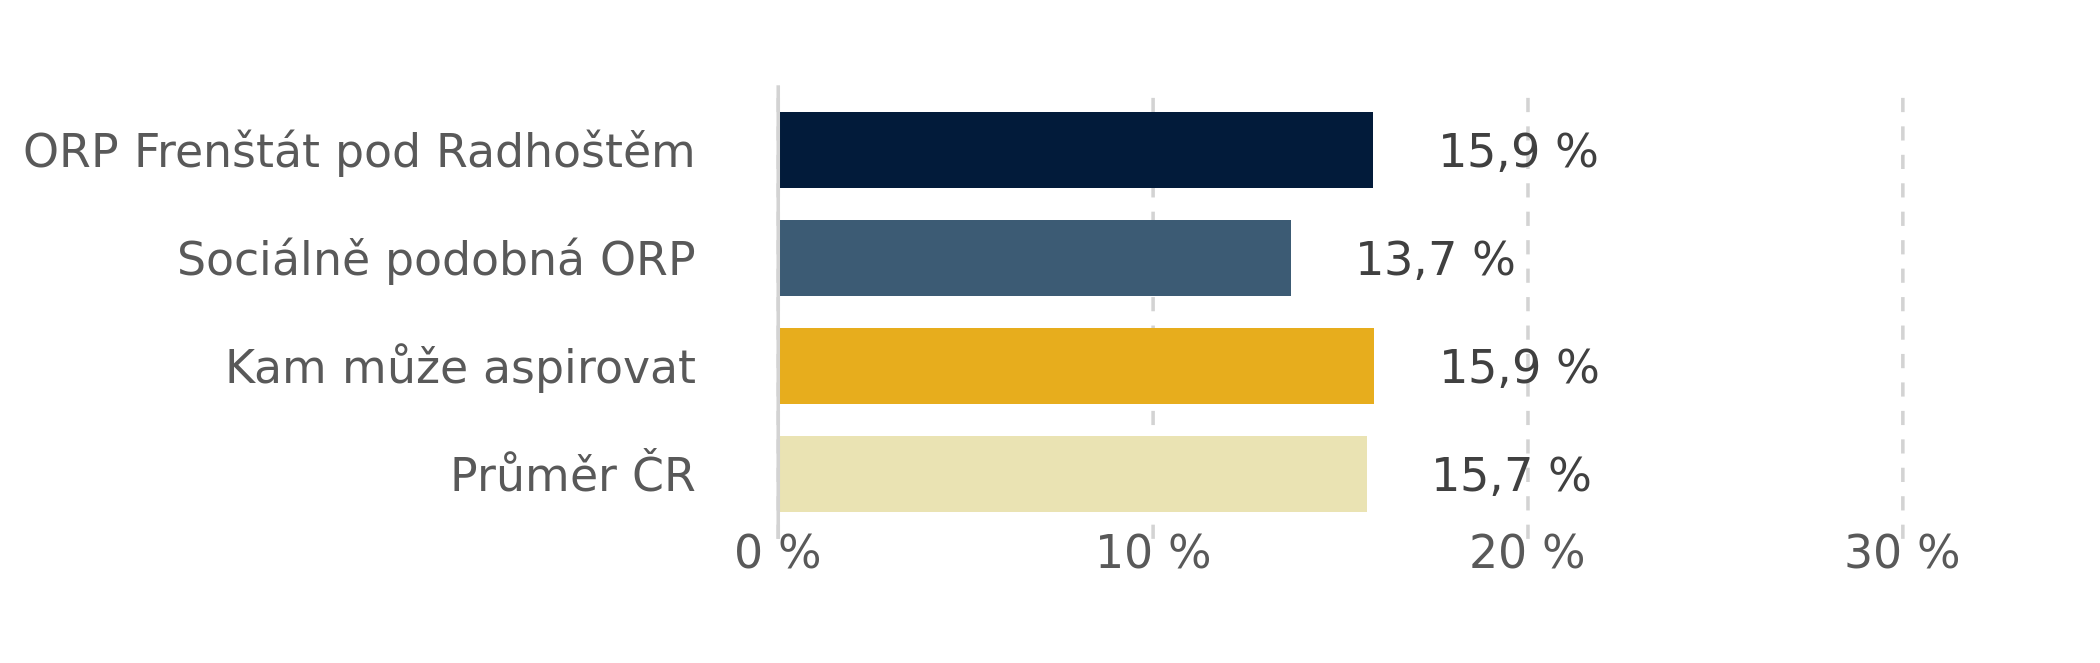 ORP Frenštát pod Radhoštěm 15,9 %
Sociálně podobná ORP 13,7 %
Kam může aspirovat 15,9 %
Průměr ČR 15,7 %
0 % 10 % 20 % 30 %